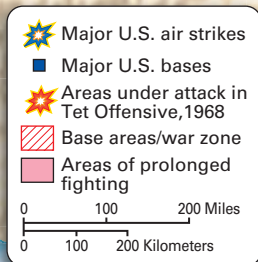 Major U.S. air strikes
Major U.S. bases
Areas under attack in
Tet Offensive,1968
Base areas/war zone
Areas of prolonged
fighting
0 100 200 Miles
0 100 200 Kilometers